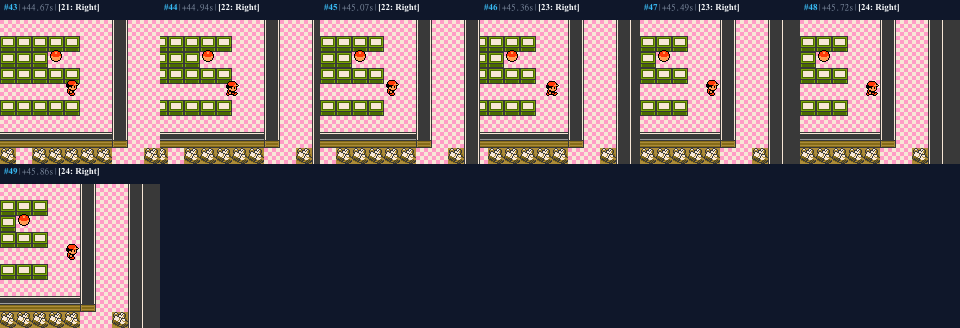 #43|+44.67s| [21: Right]
#44|+44.94s| [22: Right]
#45|+45.07s| [22: Right]
#46|+45.36s| [23: Right]
#47|+45.49s| [23: Right]
#48|+45.72s| [24: Right]
#49|+45.86s| [24: Right]